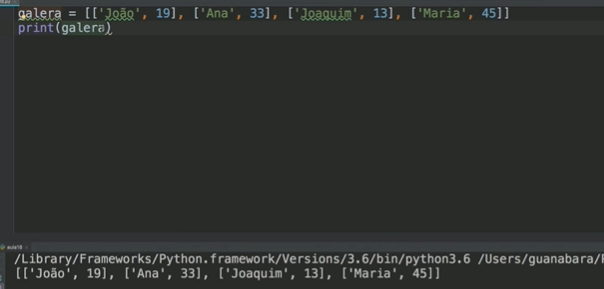 galera = [['João', 19], ['Ana', 33], ['Joaquim', 13], ['Maria', 45]]
print(galera)
aula18
/Library/Frameworks/Python.framework/Versions/3.6/bin/python3.6 /Users/guanabara/
[['João', 19], ['Ana', 33], ['Joaquim', 13], ['Maria', 45]]